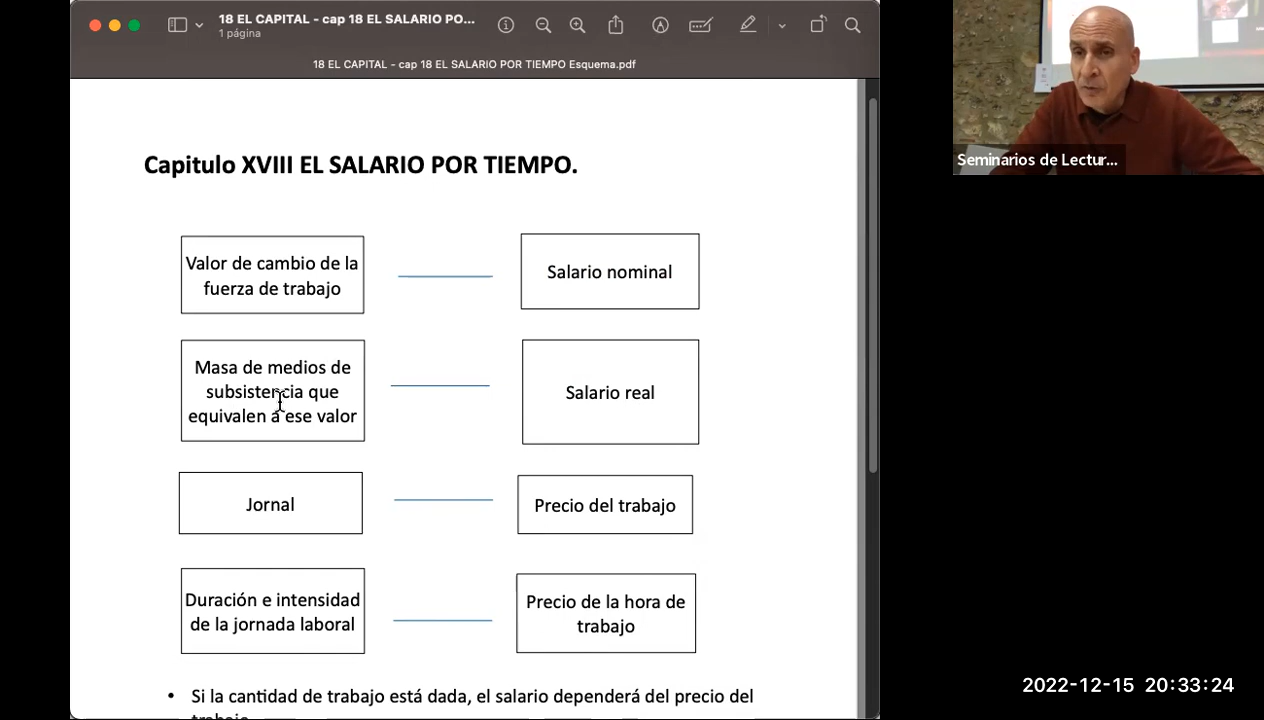 18 EL CAPITAL - cap 18 EL SALARIO PO...
1 página
18 EL CAPITAL - cap 18 EL SALARIO POR TIEMPO Esquema.pdf
Capitulo XVIII EL SALARIO POR TIEMPO.
Valor de cambio de la
fuerza de trabajo
Salario nominal
Masa de medios de
subsistencia que
equivalen a ese valor
Salario real
Jornal
Precio del trabajo
Duración e intensidad
de la jornada laboral
Precio de la hora de
trabajo
• Si la cantidad de trabajo está dada, el salario dependerá del precio del
trabajo
Seminarios de Lectur...
2022-12-15 20:33:24